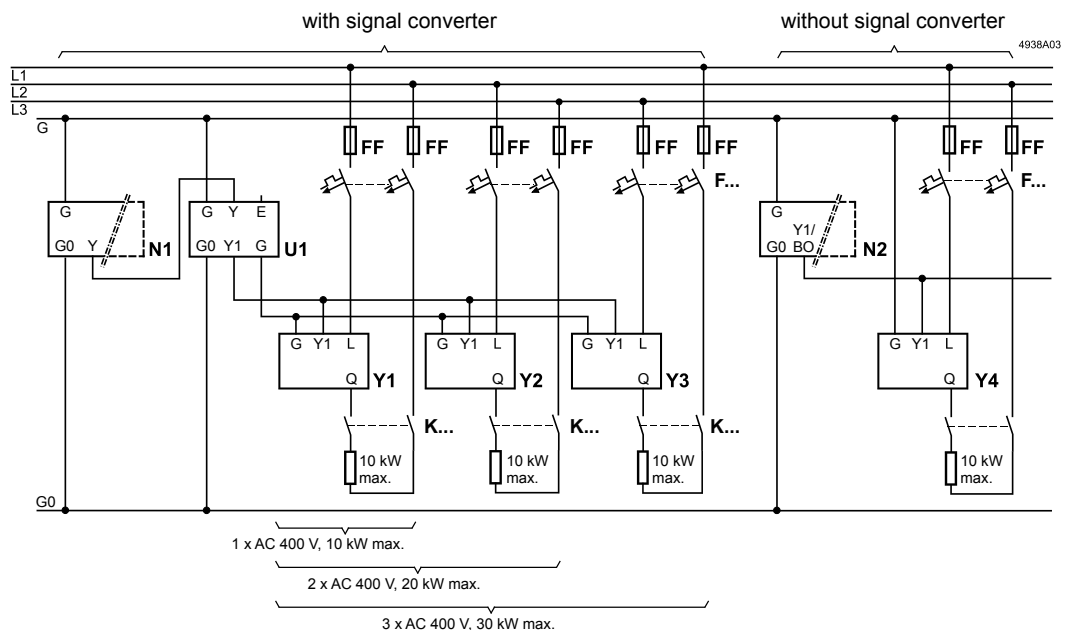 with signal converter
without signal converter
4938A03
L1
L2
L3
G
FF FF FF FF FF FF FF FF
F... F...
G G Y E G
G0 Y N1 G0 Y1 G U1 Y1/
G0 BO N2
G Y1 L G Y1 L G Y1 L G Y1 L
Q Y1 Q Y2 Q Y3 Q Y4
K... K... K...
10 kW 10 kW 10 kW 10 kW
max. max. max. max.
G0
1 x AC 400 V, 10 kW max.
2 x AC 400 V, 20 kW max.
3 x AC 400 V, 30 kW max.